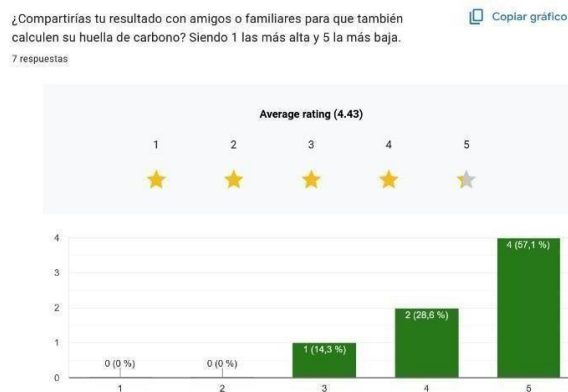 ¿Compartirías tu resultado con amigos o familiares para que también
calculen su huella de carbono? Siendo 1 las más alta y 5 la más baja.
Copiar gráfico
7 respuestas
Average rating (4.43)
1 2 3 4 5
4
4 (57,1 %)
3
2
2 (28,6 %)
1
1 (14,3 %)
0 (0 %) 0 (0 %)
0
1 2 3 4 5